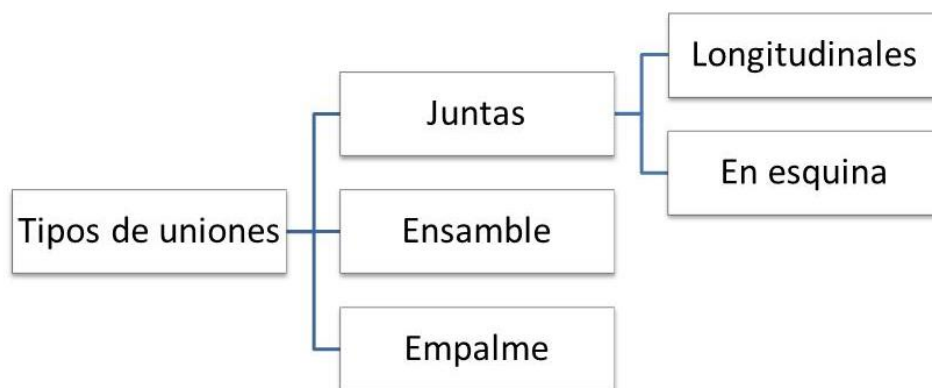 Longitudinales
Juntas
En esquina
Tipos de uniones
Ensamble
Empalme